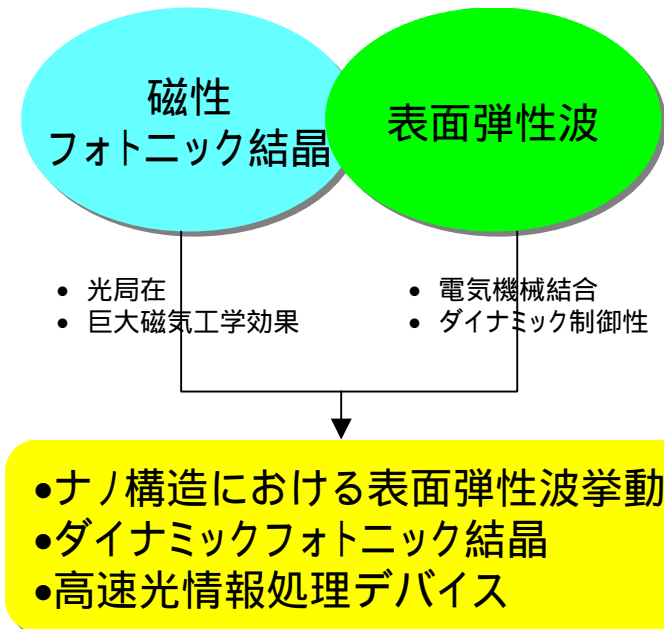 磁性
フォトニック結晶
表面弾性波
• 光局在
• 巨大磁気工学効果
• 電気機械結合
• ダイナミック制御性
•ナノ構造における表面弾性波挙動
•ダイナミックフォトニック結晶
•高速光情報処理デバイス